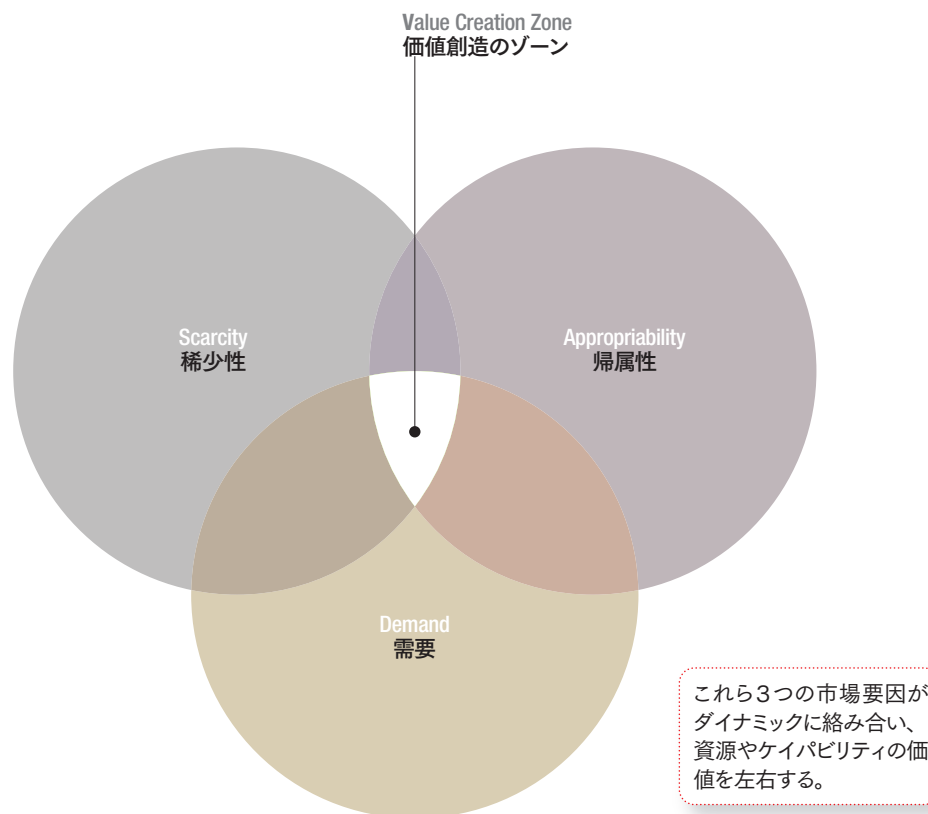 Value Creation Zone
価値創造のゾーン
Scarcity
稀少性
Appropriability
帰属性
Demand
需要
これら3つの市場要因が
ダイナミックに絡み合い、
資源やケイパビリティの価
値を左右する。